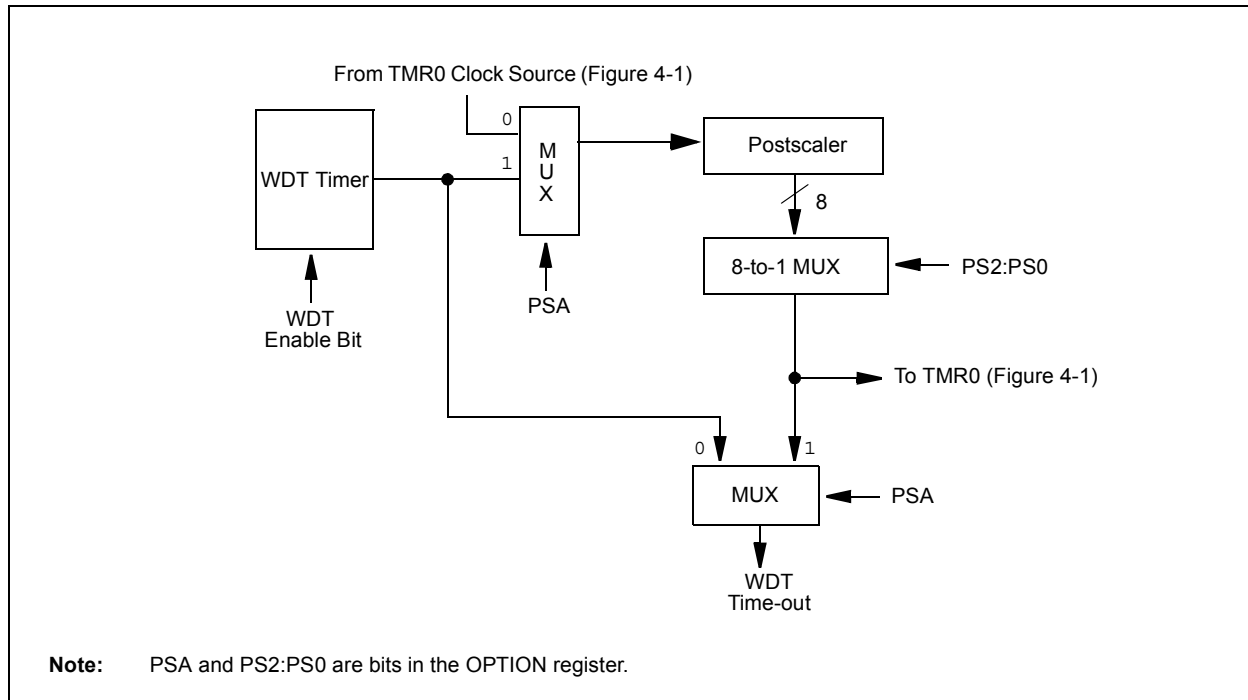 From TMR0 Clock Source (Figure 4-1)
0
1
M
U
X
WDT Timer
Postscaler
8
8-to-1 MUX
PS2:PS0
PSA
WDT
Enable Bit
To TMR0 (Figure 4-1)
0
1
MUX
PSA
WDT
Time-out
Note: PSA and PS2:PS0 are bits in the OPTION register.